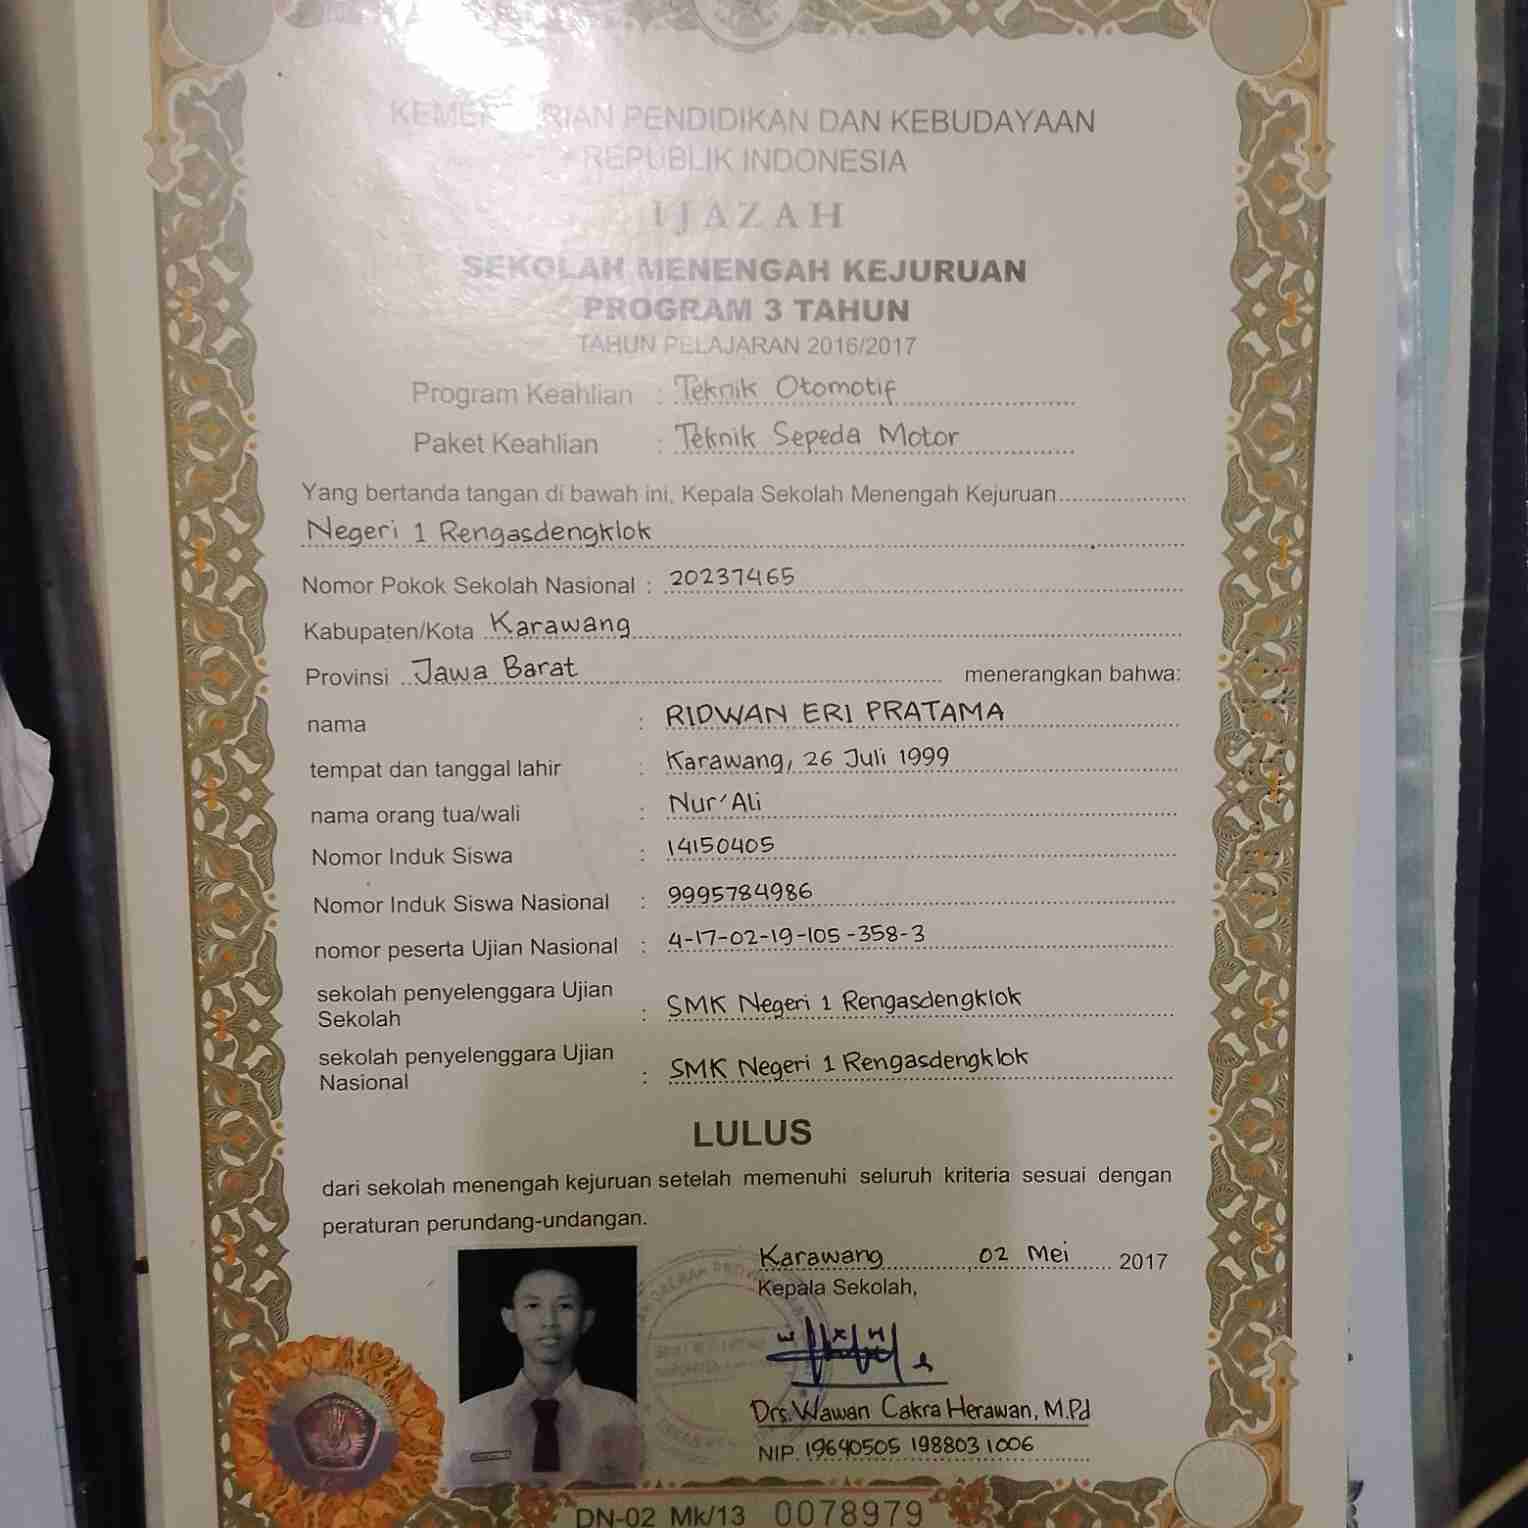 KEMENTERIAN PENDIDIKAN DAN KEBUDAYAAN
REPUBLIK INDONESIA
IJAZAH
SEKOLAH MENENGAH KEJURUAN
PROGRAM 3 TAHUN
TAHUN PELAJARAN 2016/2017
Program Keahlian : Teknik Otomotif
Paket Keahlian : Teknik Sepeda Motor
Yang bertanda tangan di bawah ini, Kepala Sekolah Menengah Kejuruan
Negeri 1 Rengasdengklok
Nomor Pokok Sekolah Nasional : 20237465
Kabupaten/Kota Karawang
Provinsi Jawa Barat menerangkan bahwa:
nama : RIDWAN ERI PRATAMA
tempat dan tanggal lahir : Karawang, 26 Juli 1999
nama orang tua/wali : Nur'Ali
Nomor Induk Siswa : 14150405
Nomor Induk Siswa Nasional : 9995784986
nomor peserta Ujian Nasional : 4-17-02-19-105-358-3
sekolah penyelenggara Ujian
Sekolah : SMK Negeri 1 Rengasdengklok
sekolah penyelenggara Ujian
Nasional : SMK Negeri 1 Rengasdengklok
LULUS
dari sekolah menengah kejuruan setelah memenuhi seluruh kriteria sesuai dengan
peraturan perundang-undangan.
Karawang, 02 Mei 2017
Kepala Sekolah,
Drs. Wawan Cakra Herawan, M.Pd
NIP. 19640505 198803 1 006
DN-02 Mk/13 0078979